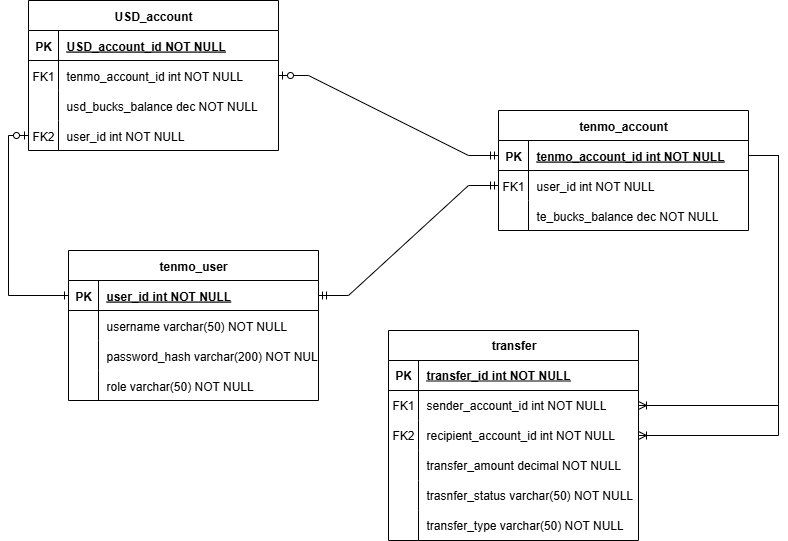 USD_account
PK USD_account_id NOT NULL
FK1 tenmo_account_id int NOT NULL
usd_bucks_balance dec NOT NULL
FK2 user_id int NOT NULL
tenmo_account
PK tenmo_account_id int NOT NULL
FK1 user_id int NOT NULL
te_bucks_balance dec NOT NULL
tenmo_user
PK user_id int NOT NULL
username varchar(50) NOT NULL
password_hash varchar(200) NOT NUL
role varchar(50) NOT NULL
transfer
PK transfer_id int NOT NULL
FK1 sender_account_id int NOT NULL
FK2 recipient_account_id int NOT NULL
transfer_amount decimal NOT NULL
trasnfer_status varchar(50) NOT NULL
transfer_type varchar(50) NOT NULL